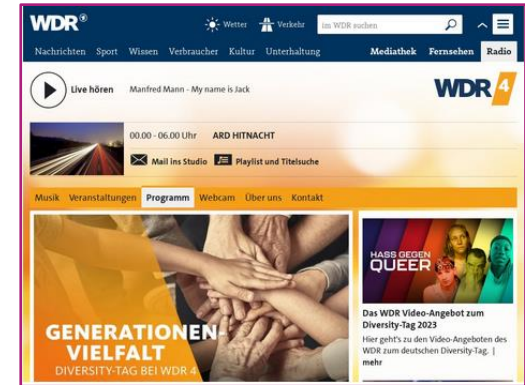 WDR®
Wetter Verkehr im WDR suchen
Nachrichten Sport Wissen Verbraucher Kultur Unterhaltung Mediathek Fernsehen Radio
Live hören Manfred Mann - My name is Jack
WDR 4
00.00 - 06.00 Uhr ARD HITNACHT
Mail ins Studio Playlist und Titelsuche
Musik Veranstaltungen Programm Webcam Über uns Kontakt
GENERATIONEN-
VIELFALT
DIVERSITY-TAG BEI WDR 4
HASS GEGEN
QUEER
Das WDR Video-Angebot zum
Diversity-Tag 2023
Hier geht's zu den Video-Angeboten des
WDR zum deutschen Diversity-Tag. |
mehr